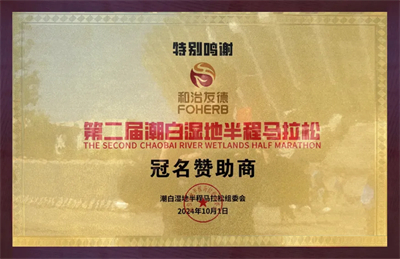 特别鸣谢
和治友德
FOHERB
第二届潮白湿地半程马拉松
THE SECOND CHAOBAI RIVER WETLANDS HALF MARATHON
冠名赞助商
潮白湿地半程马拉松组委会
2024年10月1日